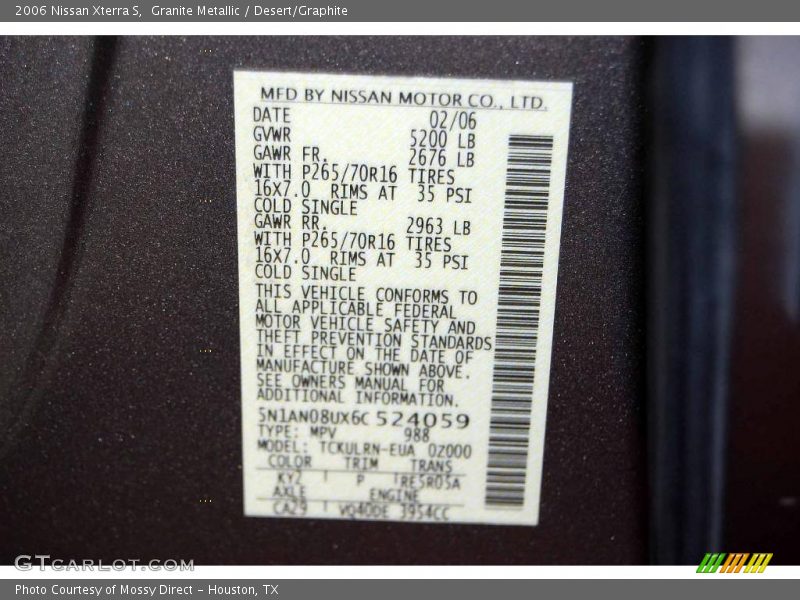 2006 Nissan Xterra S,  Granite Metallic / Desert/Graphite
MFD BY NISSAN MOTOR CO., LTD.
DATE 02/06
GVWR 5200 LB
GAWR FR. 2676 LB
WITH P265/70R16 TIRES
16X7.0 RIMS AT 35 PSI
COLD SINGLE
GAWR RR. 2963 LB
WITH P265/70R16 TIRES
16X7.0 RIMS AT 35 PSI
COLD SINGLE
THIS VEHICLE CONFORMS TO
ALL APPLICABLE FEDERAL
MOTOR VEHICLE SAFETY AND
THEFT PREVENTION STANDARDS
IN EFFECT ON THE DATE OF
MANUFACTURE SHOWN ABOVE.
SEE OWNERS MANUAL FOR
ADDITIONAL INFORMATION.
5N1AN08UX6C524059
TYPE: MPV 988
MODEL: TCKULRN-EUA 02000
COLOR TRIM TRANS
KY2 P RE5R05A
AXLE ENGINE
CA29 VQ40DE 3954CC
GTCARLOT.COM
Photo Courtesy of Mossy Direct - Houston, TX